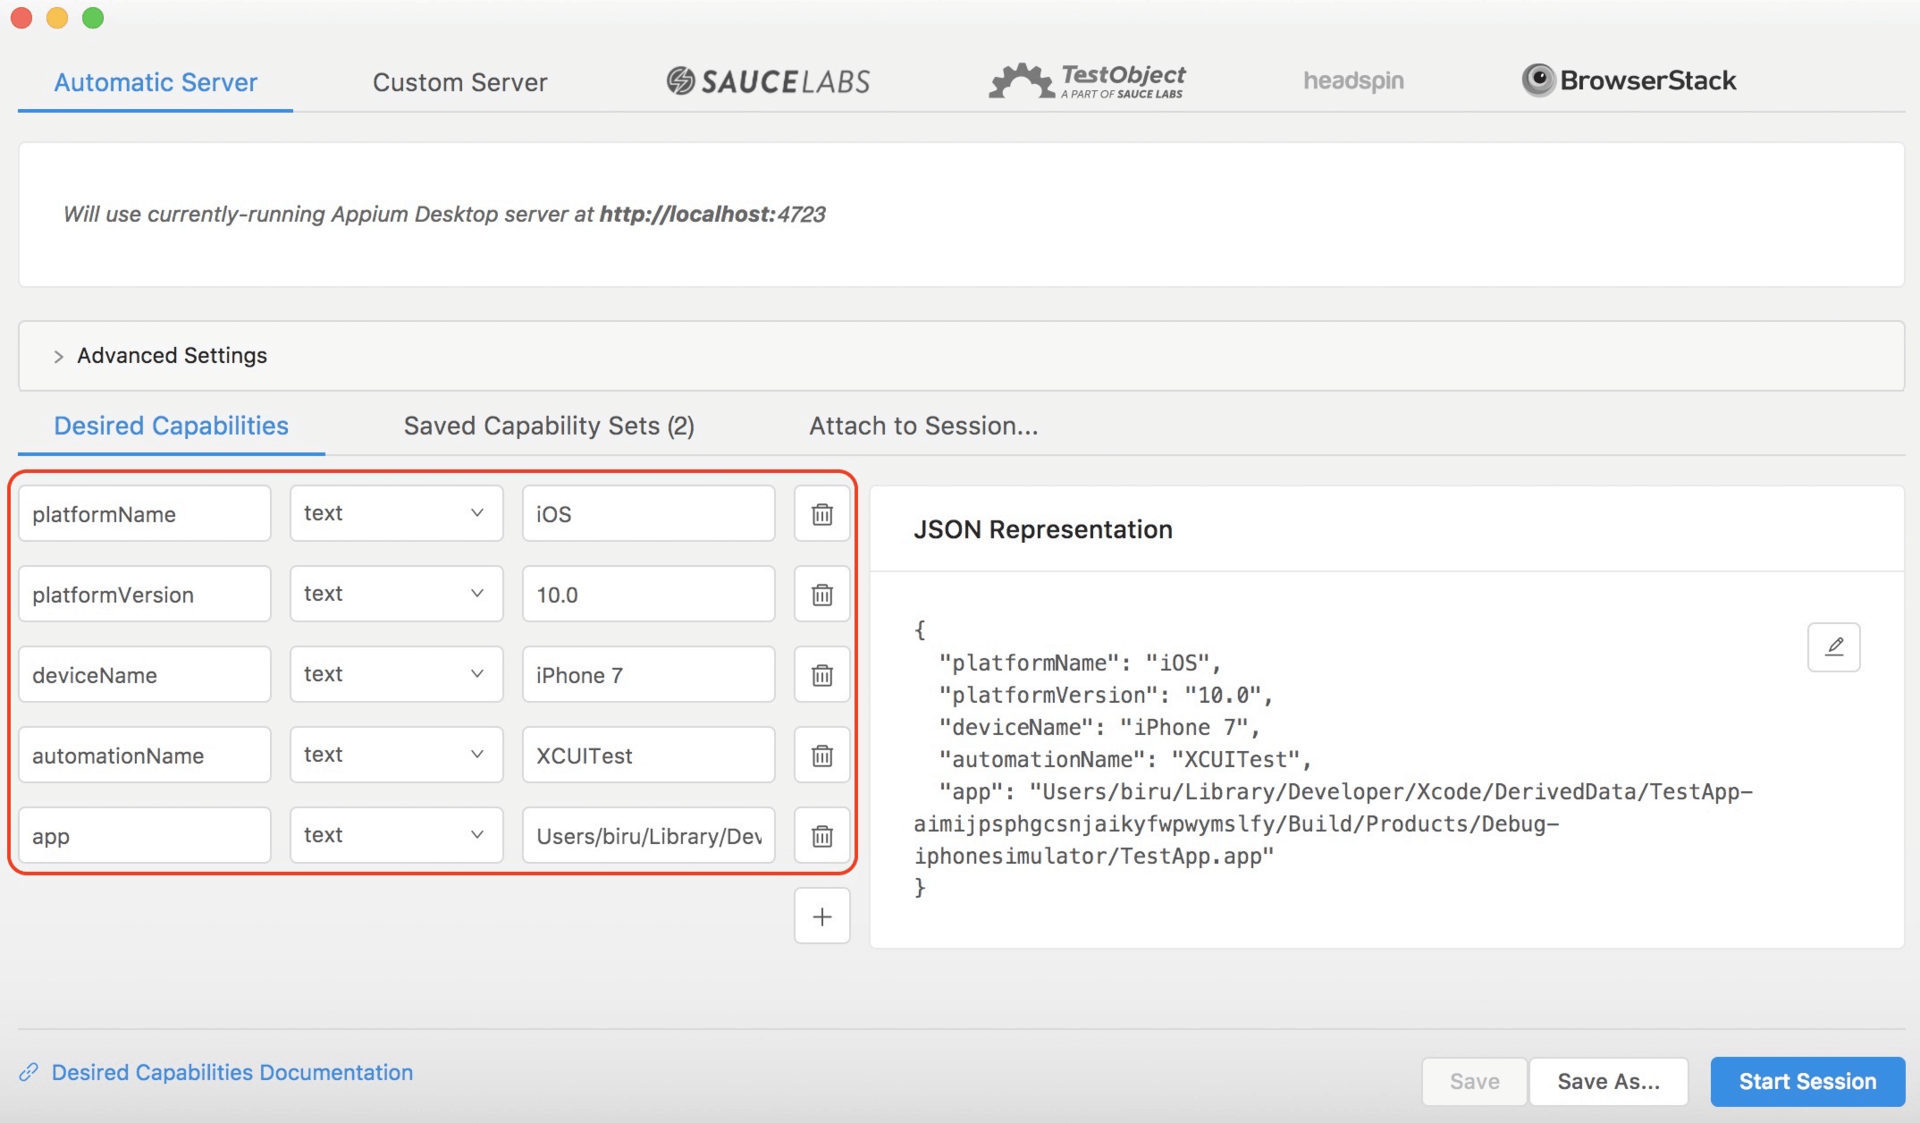 Automatic Server
Custom Server
SAUCELABS
TestObject
A PART OF SAUCE LABS
headspin
BrowserStack
Will use currently-running Appium Desktop server at http://localhost:4723
Advanced Settings
Desired Capabilities
Saved Capability Sets (2)
Attach to Session...
platformName
text
iOS
platformVersion
text
10.0
deviceName
text
iPhone 7
automationName
text
XCUITest
app
text
Users/biru/Library/Dev
JSON Representation
{
"platformName": "iOS",
"platformVersion": "10.0",
"deviceName": "iPhone 7",
"automationName": "XCUITest",
"app": "Users/biru/Library/Developer/Xcode/DerivedData/TestApp-
aimijpsphgcsnjaikyfwpwymslfy/Build/Products/Debug-
iphonesimulator/TestApp.app"
}
Desired Capabilities Documentation
Save
Save As...
Start Session